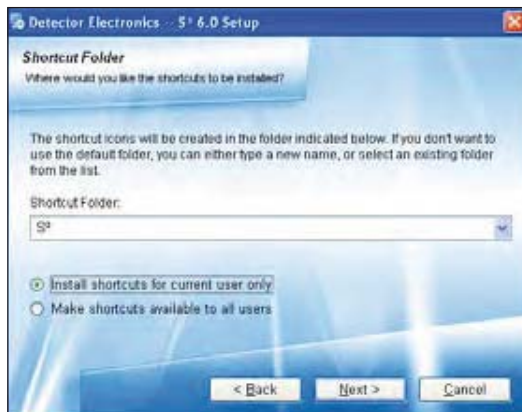 Detector Electronics - S³ 6.0 Setup
Shortcut Folder
Where would you like the shortcuts to be installed?
The shortcut icons will be created in the folder indicated below. If you don't want to
use the default folder, you can either type a new name, or select an existing folder
from the list.
Shortcut Folder:
S³
Install shortcuts for current user only
Make shortcuts available to all users
< Back
Next >
Cancel